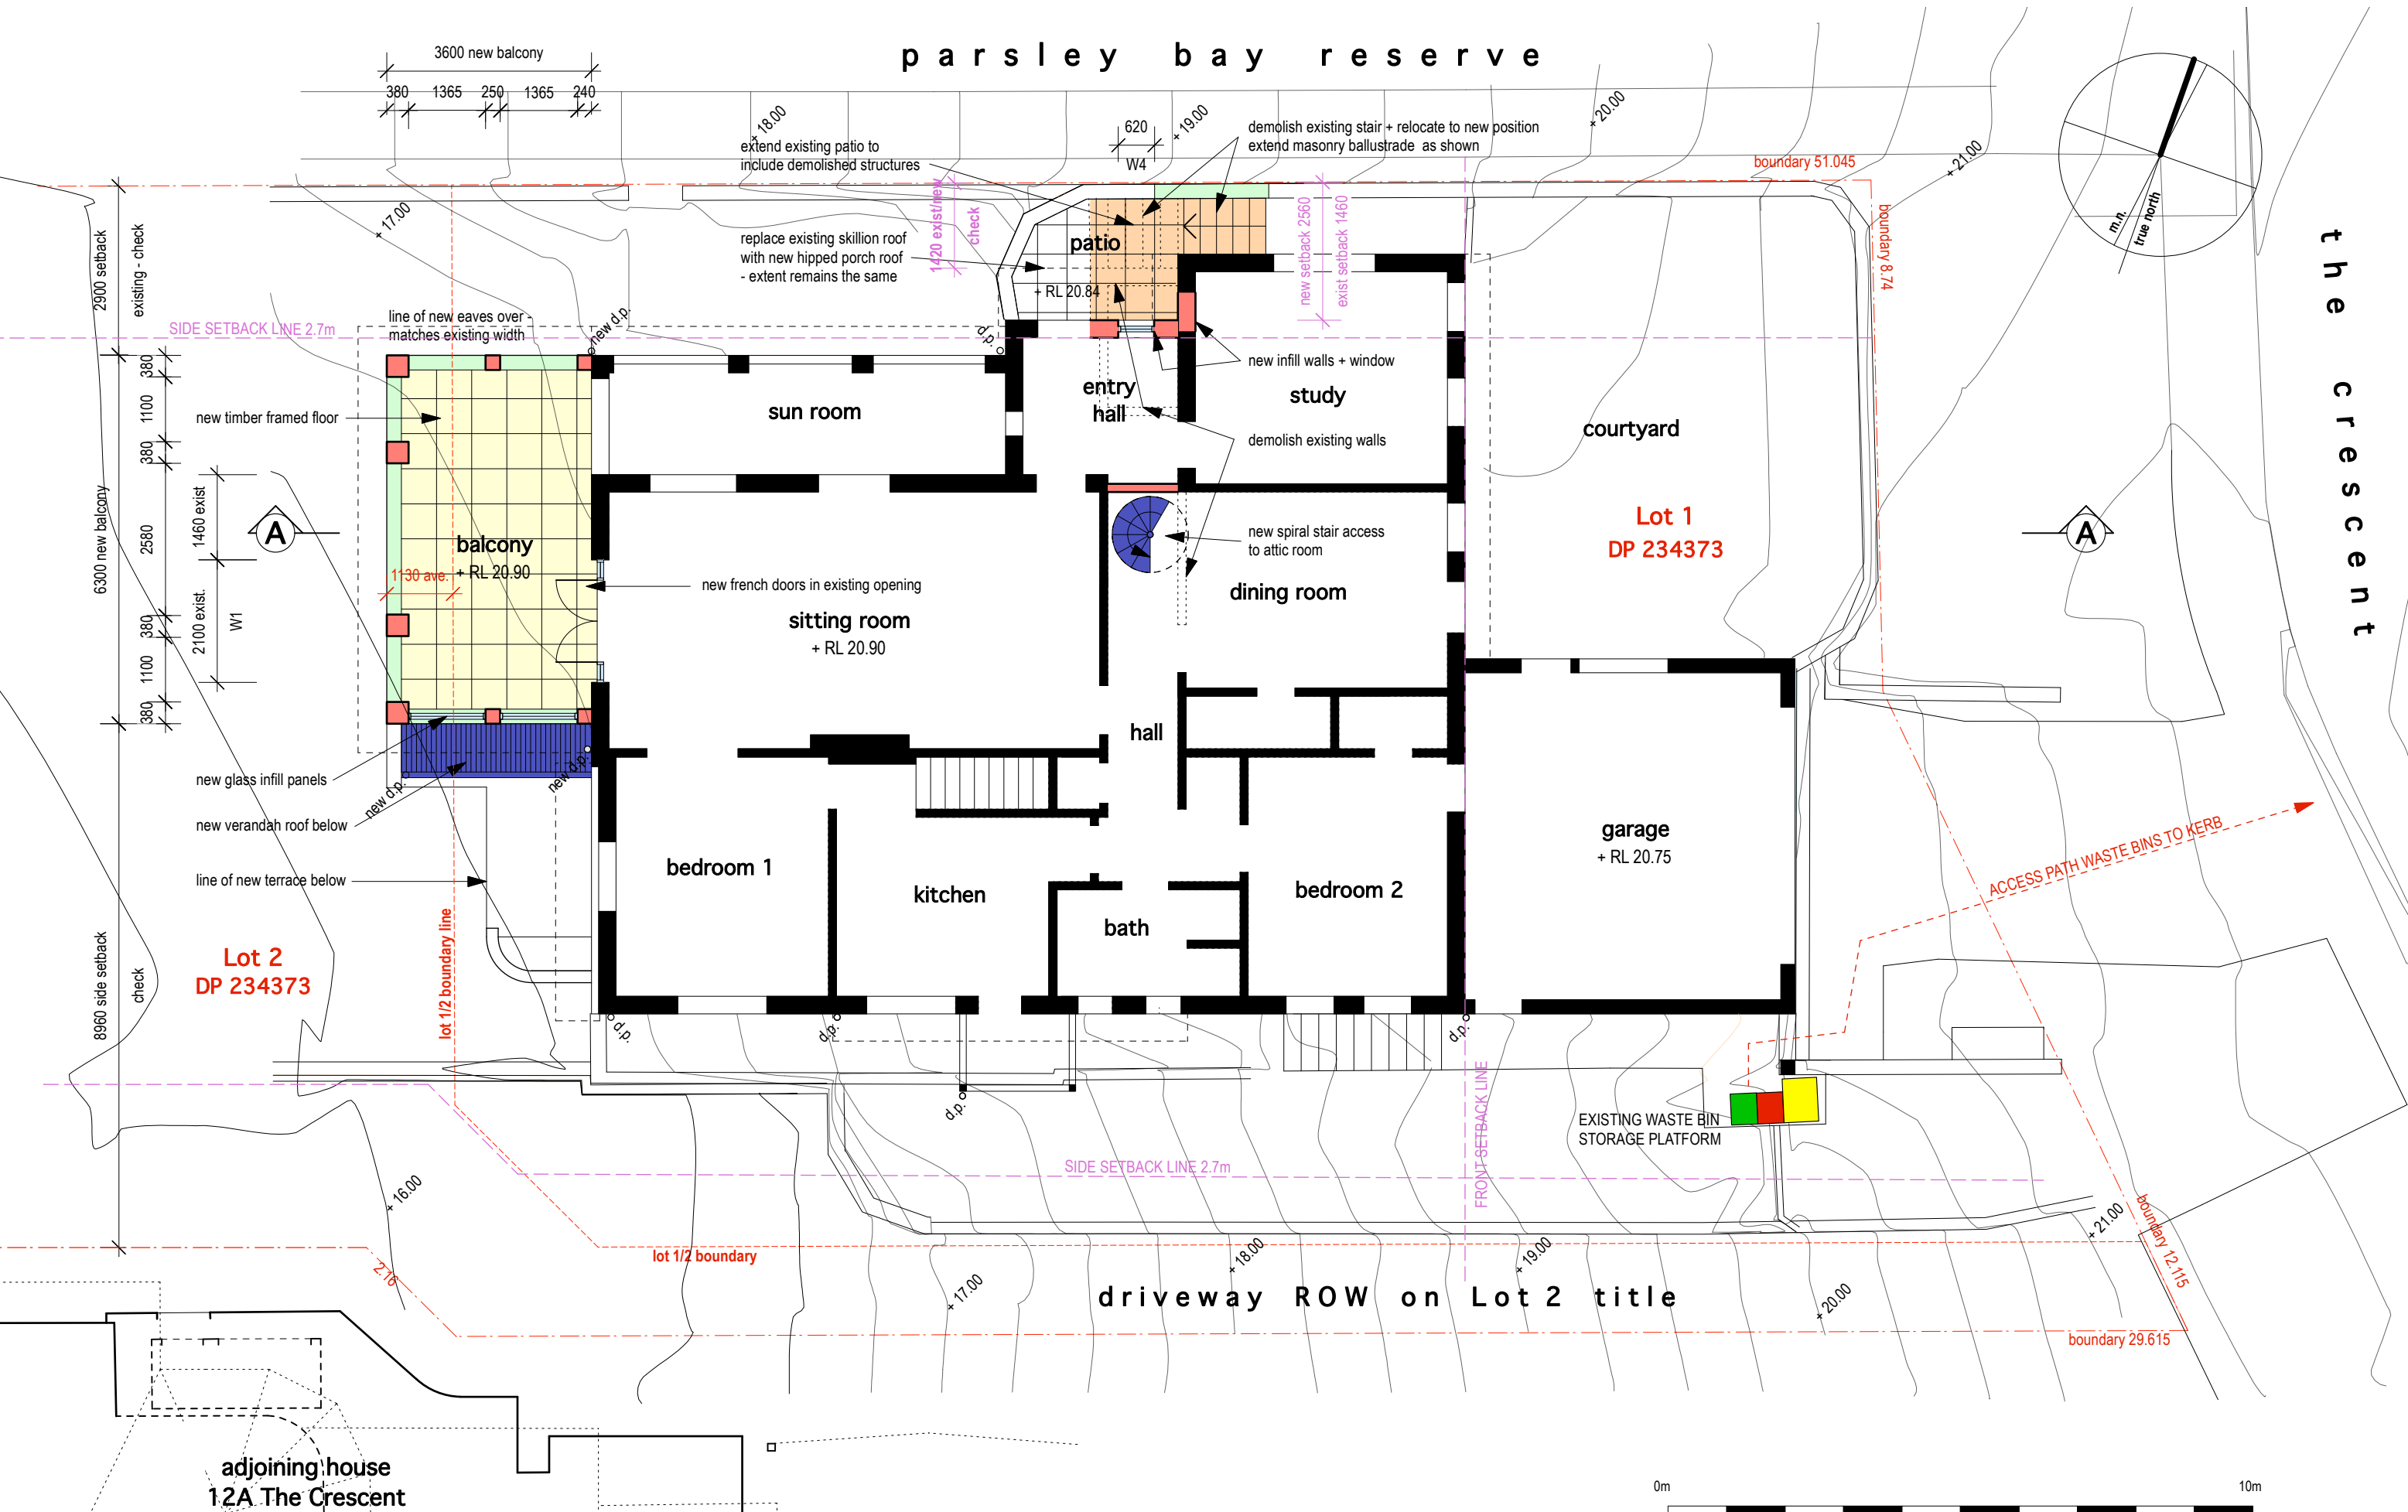 parsley bay reserve
3600 new balcony
380 1365 250 1365 240
18.00
19.00
20.00
21.00
17.00
620
W4
demolish existing stair + relocate to new position
extend masonry ballustrade as shown
extend existing patio to
include demolished structures
boundary 51.045
boundary 8.74
m.n.
true north
the crescent
2900 setback
existing - check
1420 exist/new
check
replace existing skillion roof
with new hipped porch roof
- extent remains the same
patio
+ RL 20.84
new setback 2560
exist setback 1460
SIDE SETBACK LINE 2.7m
line of new eaves over -
matches existing width
new d.p.
d.p.
new infill walls + window
380
1100
380
2580
380
1100
380
6300 new balcony
1460 exist
2100 exist.
W1
new timber framed floor
sun room
entry
hall
study
demolish existing walls
courtyard
Lot 1
DP 234373
A
A
balcony
+ RL 20.90
1130 ave.
new french doors in existing opening
sitting room
+ RL 20.90
new spiral stair access
to attic room
dining room
hall
new glass infill panels
new d.p.
new d.p.
new verandah roof below
line of new terrace below
bedroom 1
kitchen
bath
bedroom 2
garage
+ RL 20.75
ACCESS PATH WASTE BINS TO KERB
8960 side setback
check
Lot 2
DP 234373
lot 1/2 boundary line
d.p.
d.p.
d.p.
d.p.
FRONT SETBACK LINE
EXISTING WASTE BIN
STORAGE PLATFORM
SIDE SETBACK LINE 2.7m
16.00
17.00
18.00
19.00
20.00
21.00
boundary 12.115
2.16
lot 1/2 boundary
driveway ROW on Lot 2 title
boundary 29.615
adjoining house
12A The Crescent
0m
10m